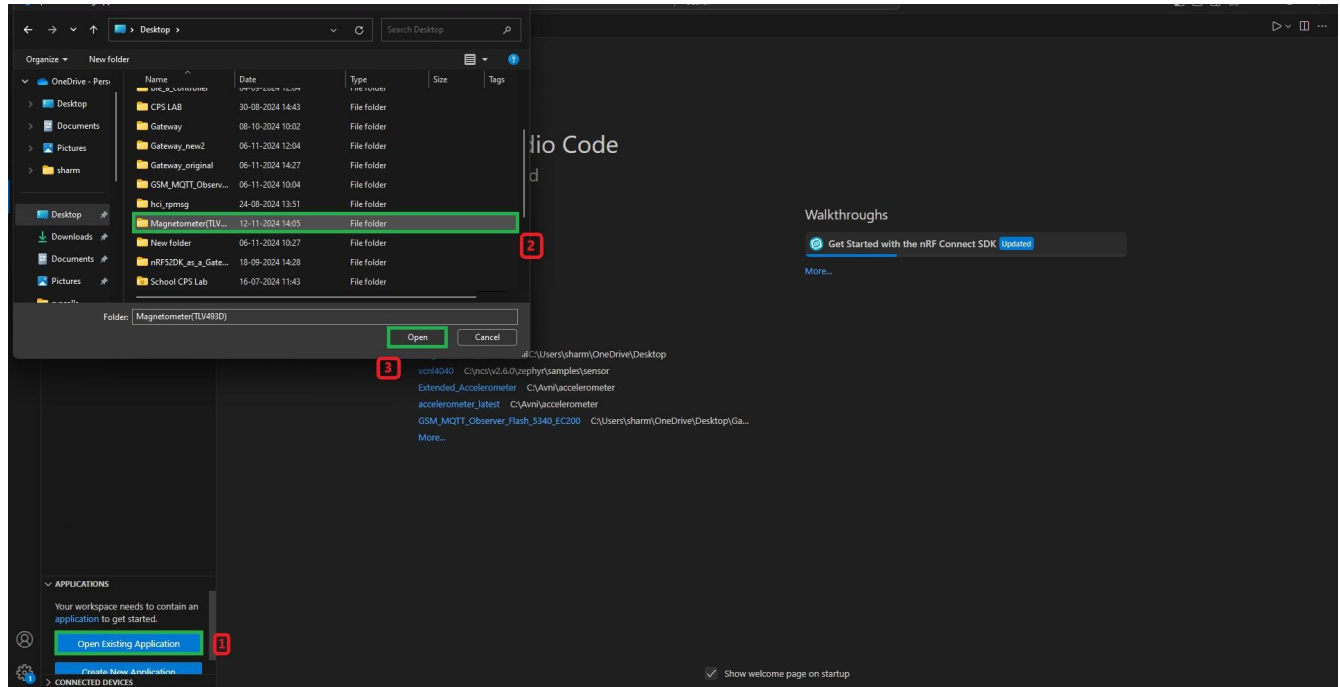 Desktop
Search Desktop
Organize New folder
Name Date Type Size Tags
OneDrive - Pers
Desktop
Documents
Pictures
sharm
Desktop
Downloads
Documents
Pictures
CPS LAB 30-08-2024 14:43 File folder
Gateway 08-10-2024 10:02 File folder
Gateway_new2 06-11-2024 12:04 File folder
Gateway_original 06-11-2024 14:27 File folder
GSM_MQTT_Observ... 06-11-2024 10:04 File folder
hci_rpmsg 24-08-2024 13:51 File folder
Magnetometer(TLV... 12-11-2024 14:05 File folder
New folder 06-11-2024 10:27 File folder
nRF52DK_as_a_Gate... 18-09-2024 14:28 File folder
School CPS Lab 16-07-2024 11:43 File folder
2
Folder: Magnetometer(TLV493D)
Open Cancel
3
dio Code
d
C:\Users\sharm\OneDrive\Desktop
vcnl4040 C:\ncs\v2.6.0\zephyr\samples\sensor
Extended_Accelerometer C:\Avni\accelerometer
accelerometer_latest C:\Avni\accelerometer
GSM_MQTT_Observer_Flash_5340_EC200 C:\Users\sharm\OneDrive\Desktop\Ga...
More...
Walkthroughs
Get Started with the nRF Connect SDK Updated
More...
APPLICATIONS
Your workspace needs to contain an
application to get started.
Open Existing Application
1
Create New Application
CONNECTED DEVICES
1
Show welcome page on startup